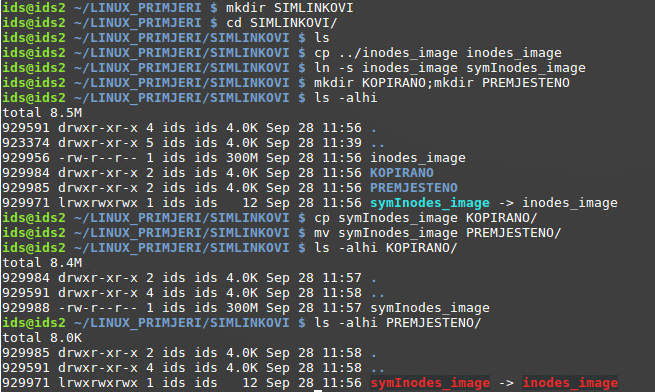 ids@ids2 ~/LINUX_PRIMJERI $ mkdir SIMLINKOVI
ids@ids2 ~/LINUX_PRIMJERI $ cd SIMLINKOVI/
ids@ids2 ~/LINUX_PRIMJERI/SIMLINKOVI $ ls
ids@ids2 ~/LINUX_PRIMJERI/SIMLINKOVI $ cp ../inodes_image inodes_image
ids@ids2 ~/LINUX_PRIMJERI/SIMLINKOVI $ ln -s inodes_image symInodes_image
ids@ids2 ~/LINUX_PRIMJERI/SIMLINKOVI $ mkdir KOPIRANO;mkdir PREMJESTENO
ids@ids2 ~/LINUX_PRIMJERI/SIMLINKOVI $ ls -alhi
total 8.5M
929591 drwxr-xr-x 4 ids ids 4.0K Sep 28 11:56 .
923374 drwxr-xr-x 5 ids ids 4.0K Sep 28 11:39 ..
929956 -rw-r--r-- 1 ids ids 300M Sep 28 11:56 inodes_image
929984 drwxr-xr-x 2 ids ids 4.0K Sep 28 11:56 KOPIRANO
929985 drwxr-xr-x 2 ids ids 4.0K Sep 28 11:56 PREMJESTENO
929971 lrwxrwxrwx 1 ids ids   12 Sep 28 11:56 symInodes_image -> inodes_image
ids@ids2 ~/LINUX_PRIMJERI/SIMLINKOVI $ cp symInodes_image KOPIRANO/
ids@ids2 ~/LINUX_PRIMJERI/SIMLINKOVI $ mv symInodes_image PREMJESTENO/
ids@ids2 ~/LINUX_PRIMJERI/SIMLINKOVI $ ls -alhi KOPIRANO/
total 8.4M
929984 drwxr-xr-x 2 ids ids 4.0K Sep 28 11:57 .
929591 drwxr-xr-x 4 ids ids 4.0K Sep 28 11:58 ..
929988 -rw-r--r-- 1 ids ids 300M Sep 28 11:57 symInodes_image
ids@ids2 ~/LINUX_PRIMJERI/SIMLINKOVI $ ls -alhi PREMJESTENO/
total 8.0K
929985 drwxr-xr-x 2 ids ids 4.0K Sep 28 11:58 .
929591 drwxr-xr-x 4 ids ids 4.0K Sep 28 11:58 ..
929971 lrwxrwxrwx 1 ids ids   12 Sep 28 11:56 symInodes_image -> inodes_image